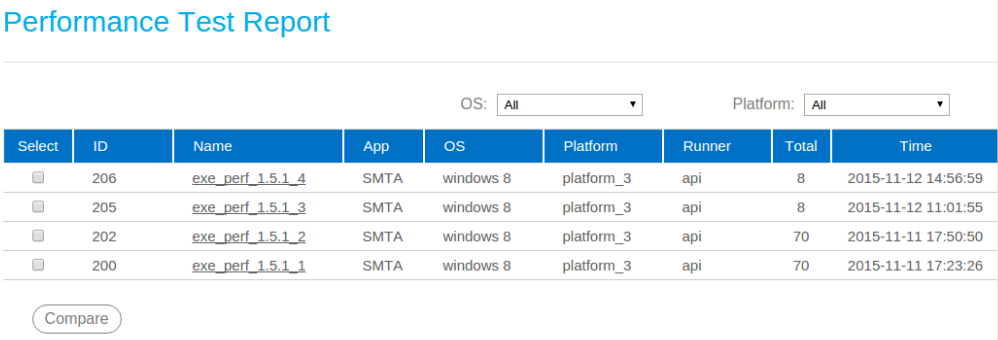 Performance Test Report
OS: All Platform: All
Select ID Name App OS Platform Runner Total Time
206 exe_perf_1.5.1_4 SMTA windows 8 platform_3 api 8 2015-11-12 14:56:59
205 exe_perf_1.5.1_3 SMTA windows 8 platform_3 api 8 2015-11-12 11:01:55
202 exe_perf_1.5.1_2 SMTA windows 8 platform_3 api 70 2015-11-11 17:50:50
200 exe_perf_1.5.1_1 SMTA windows 8 platform_3 api 70 2015-11-11 17:23:26
Compare